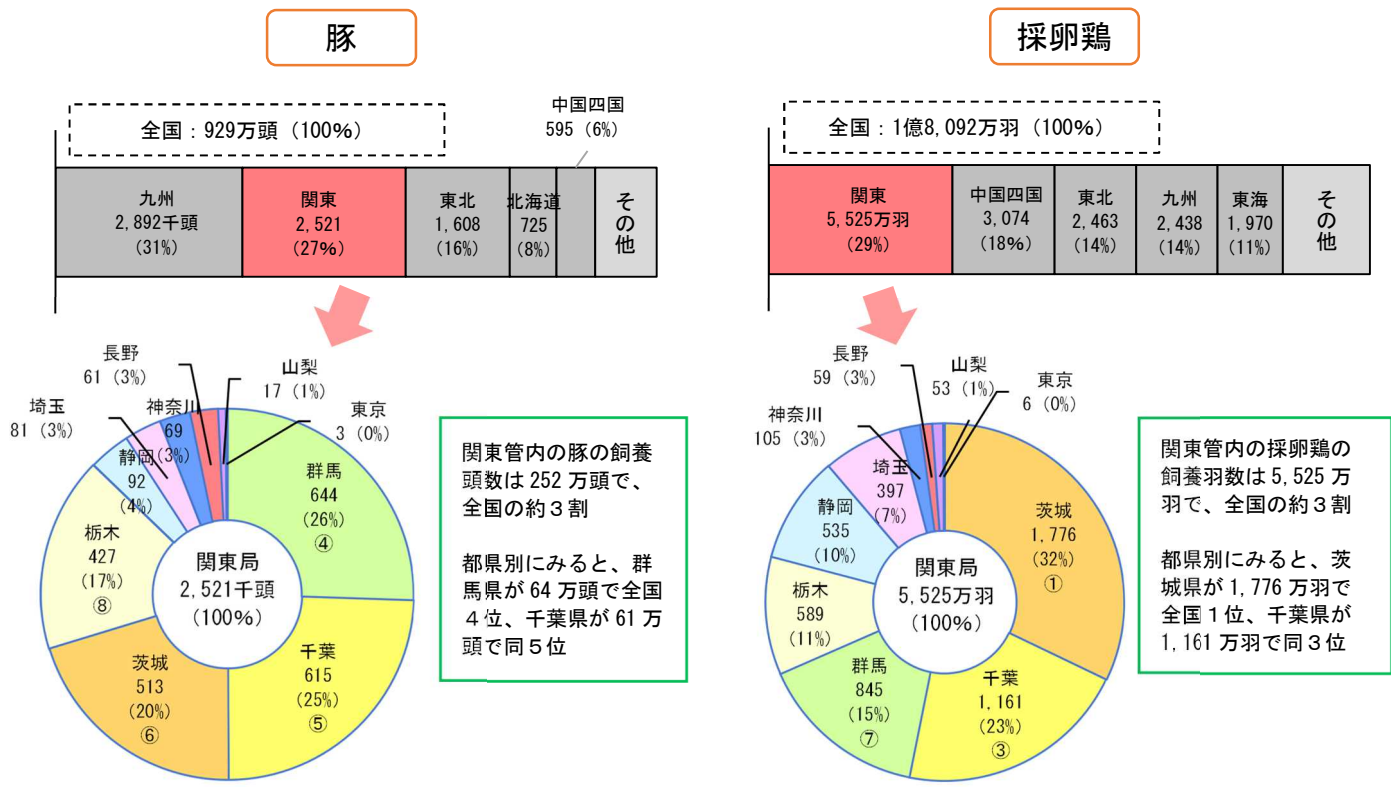 豚
全国：929万頭（100%）
中国四国
595（6%）
九州
2,892千頭
(31%)
関東
2,521
(27%)
東北
1,608
(16%)
北海道
725
(8%)
その他
長野
61（3%）
山梨
17（1%）
埼玉
81（3%）
神奈川
69
(3%)
東京
3（0%）
静岡
92
(4%)
群馬
644
(26%)
④
栃木
427
(17%)
⑧
関東局
2,521千頭
(100%)
茨城
513
(20%)
⑥
千葉
615
(25%)
⑤
関東管内の豚の飼養
頭数は 252 万頭で、
全国の約３割
都県別にみると、群
馬県が 64 万頭で全国
４位、千葉県が 61 万
頭で同５位
採卵鶏
全国：1億8,092万羽（100%）
関東
5,525万羽
(29%)
中国四国
3,074
(18%)
東北
2,463
(14%)
九州
2,438
(14%)
東海
1,970
(11%)
その他
長野
59（3%）
山梨
53（1%）
東京
6（0%）
神奈川
105（3%）
埼玉
397
(7%)
静岡
535
(10%)
茨城
1,776
(32%)
①
栃木
589
(11%)
関東局
5,525万羽
(100%)
群馬
845
(15%)
⑦
千葉
1,161
(23%)
③
関東管内の採卵鶏の
飼養羽数は 5,525 万
羽で、全国の約３割
都県別にみると、茨
城県が 1,776 万羽で
全国１位、千葉県が
1,161 万羽で同３位